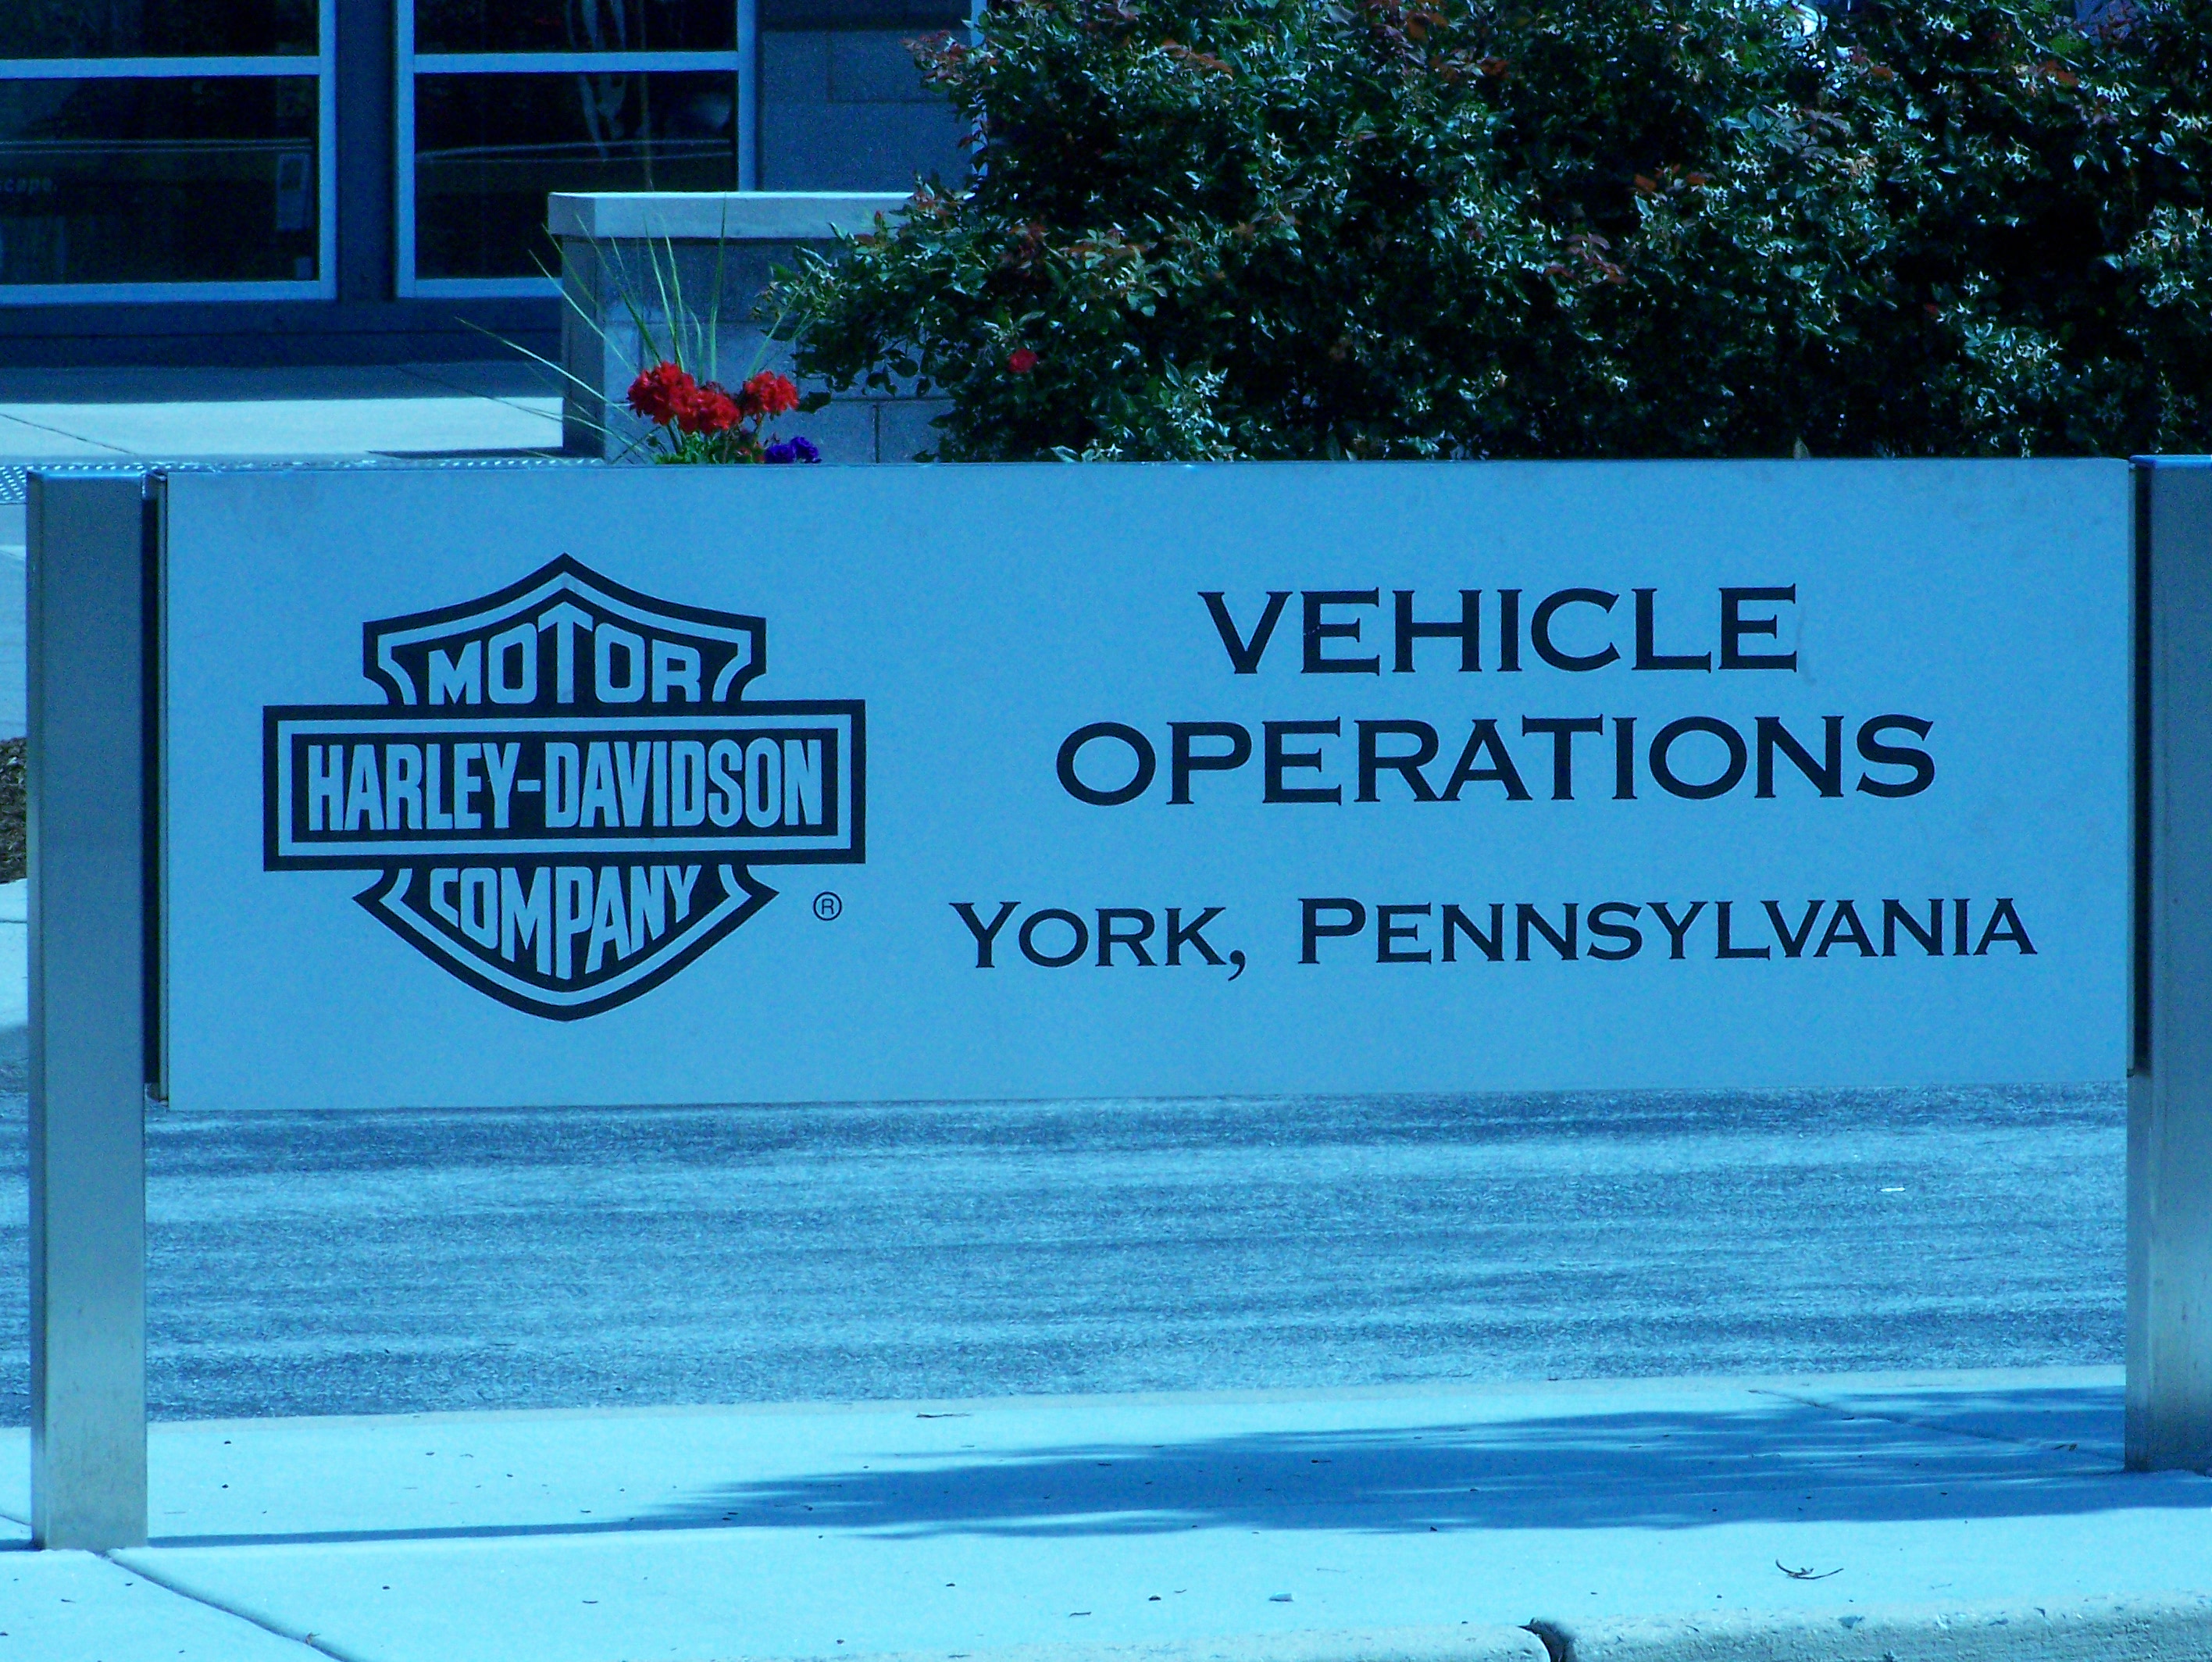 MOTOR
HARLEY-DAVIDSON
COMPANY
®
VEHICLE
OPERATIONS
YORK, PENNSYLVANIA